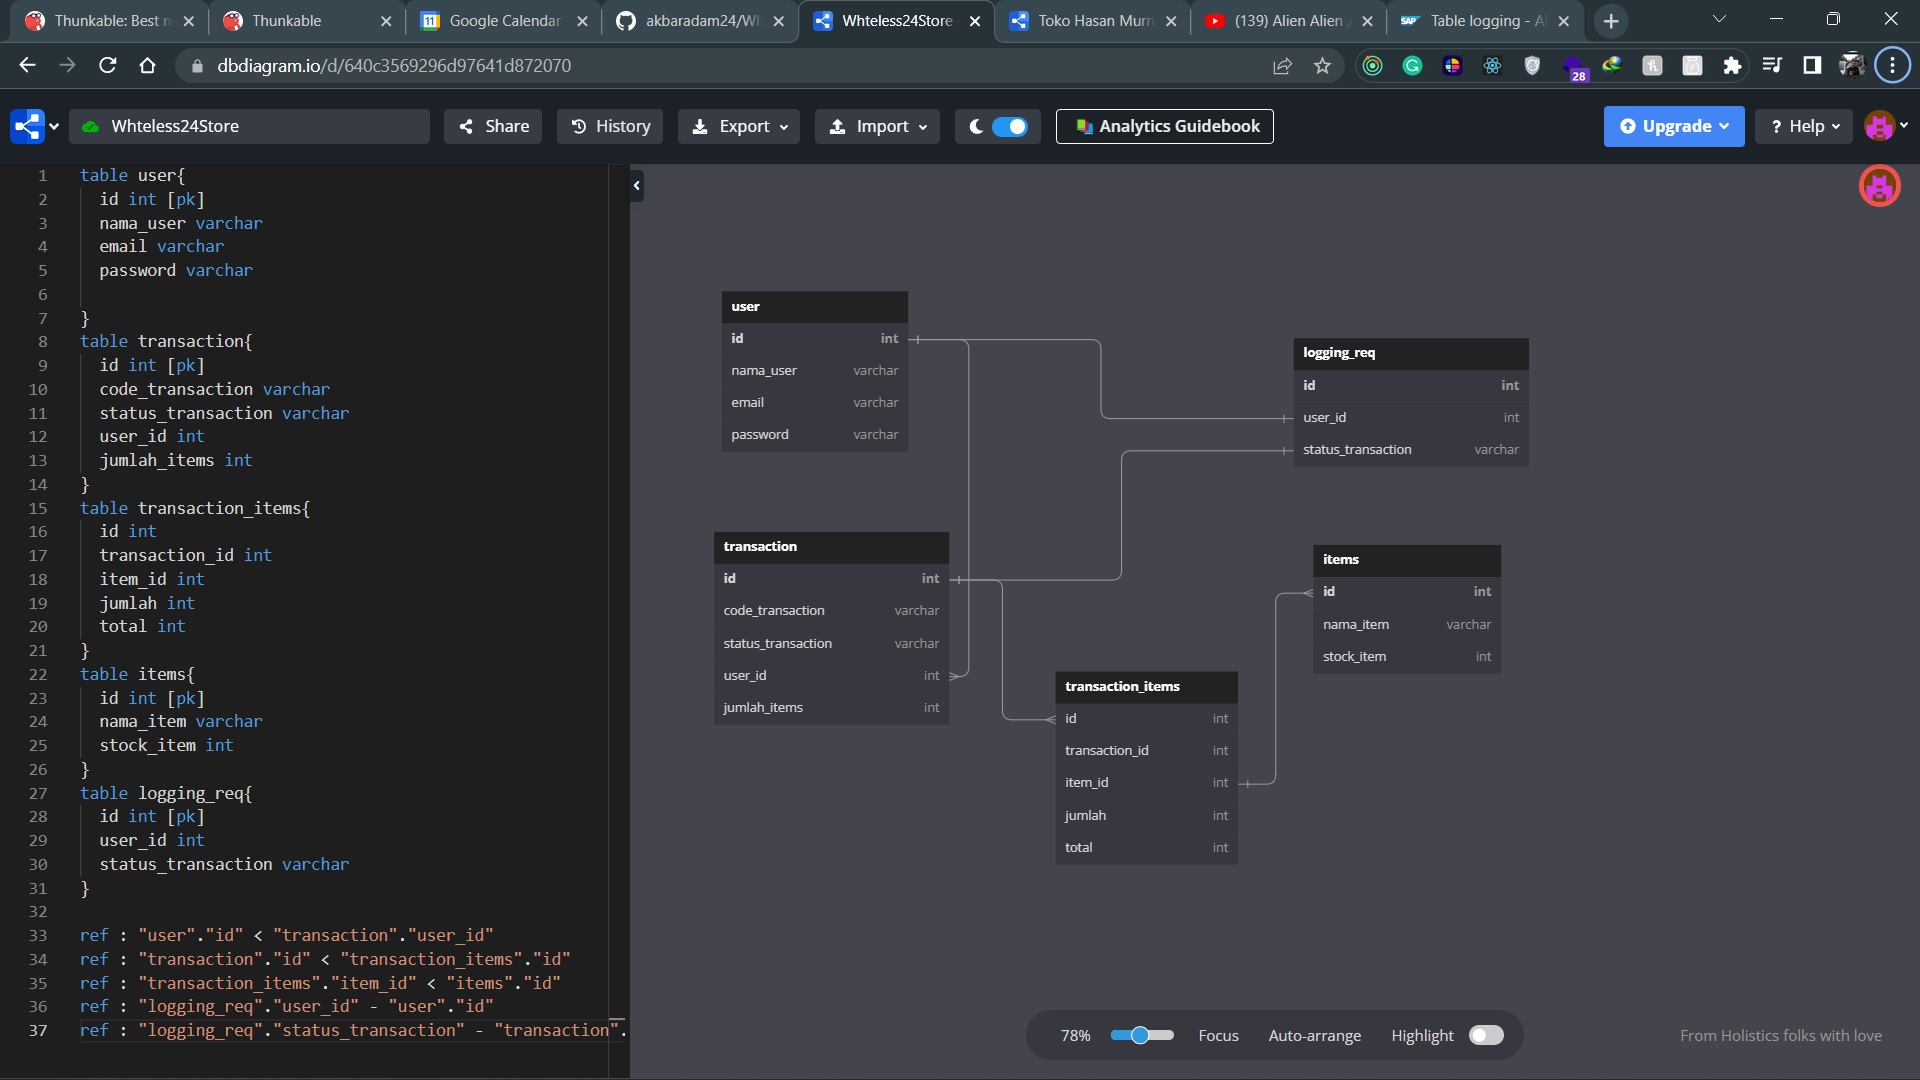 Thunkable: Best n
Thunkable
Google Calendar
akbaradam24/Wh
Whteless24Store
Toko Hasan Murn
(139) Alien Alien
Table logging - A
dbdiagram.io/d/640c3569296d97641d872070
28
Whteless24Store
Share
History
Export
Import
Analytics Guidebook
Upgrade
? Help
1 table user{
2 id int [pk]
3 nama_user varchar
4 email varchar
5 password varchar
6
7 }
8 table transaction{
9 id int [pk]
10 code_transaction varchar
11 status_transaction varchar
12 user_id int
13 jumlah_items int
14 }
15 table transaction_items{
16 id int
17 transaction_id int
18 item_id int
19 jumlah int
20 total int
21 }
22 table items{
23 id int [pk]
24 nama_item varchar
25 stock_item int
26 }
27 table logging_req{
28 id int [pk]
29 user_id int
30 status_transaction varchar
31 }
32
33 ref : "user"."id" < "transaction"."user_id"
34 ref : "transaction"."id" < "transaction_items"."id"
35 ref : "transaction_items"."item_id" < "items"."id"
36 ref : "logging_req"."user_id" - "user"."id"
37 ref : "logging_req"."status_transaction" - "transaction".
user
id int
nama_user varchar
email varchar
password varchar
logging_req
id int
user_id int
status_transaction varchar
transaction
id int
code_transaction varchar
status_transaction varchar
user_id int
jumlah_items int
items
id int
nama_item varchar
stock_item int
transaction_items
id int
transaction_id int
item_id int
jumlah int
total int
78%
Focus
Auto-arrange
Highlight
From Holistics folks with love